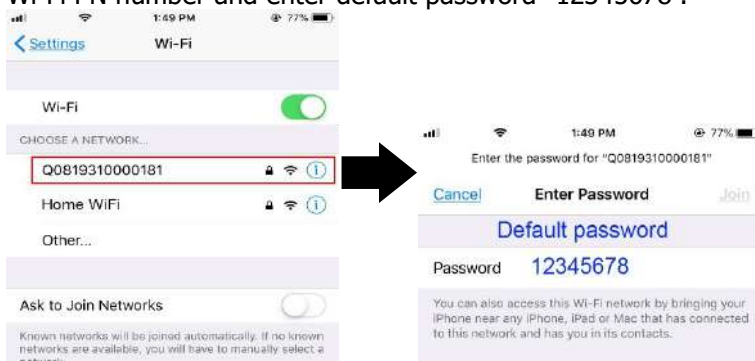 Wi-Fi PN number and enter default password "12345678".
1:49 PM
77%
Settings
Wi-Fi
Wi-Fi
CHOOSE A NETWORK...
Q0819310000181
Home WiFi
Other...
Ask to Join Networks
Known networks will be joined automatically. If no known
networks are available, you will have to manually select a
network.
1:49 PM
77%
Enter the password for "Q0819310000181"
Cancel
Enter Password
Join
Default password
Password
12345678
You can also access this Wi-Fi network by bringing your
iPhone near any iPhone, iPad or Mac that has connected
to this network and has you in its contacts.